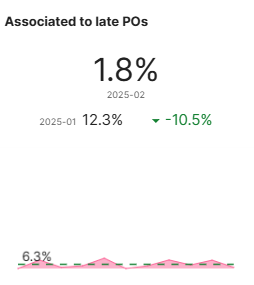 Associated to late POs
1.8%
2025-02
2025-01 12.3% -10.5%
6.3%